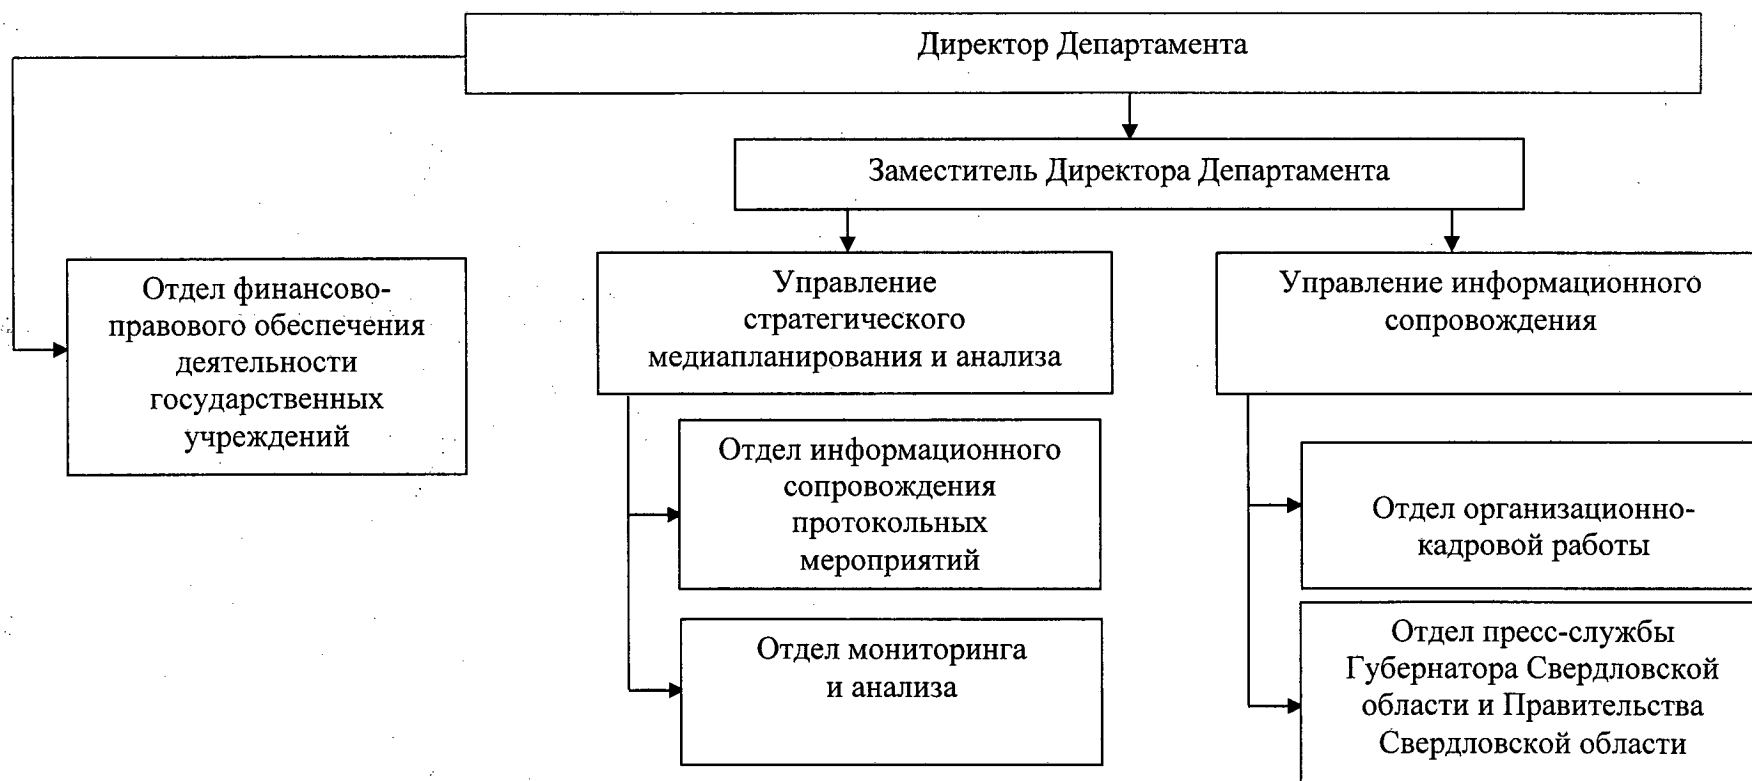 Директор Департамента
Заместитель Директора Департамента
Отдел финансово-
правового обеспечения
деятельности
государственных
учреждений
Управление
стратегического
медиапланирования и анализа
Управление информационного
сопровождения
Отдел информационного
сопровождения
протокольных
мероприятий
Отдел организационно-
кадровой работы
Отдел мониторинга
и анализа
Отдел пресс-службы
Губернатора Свердловской
области и Правительства
Свердловской области